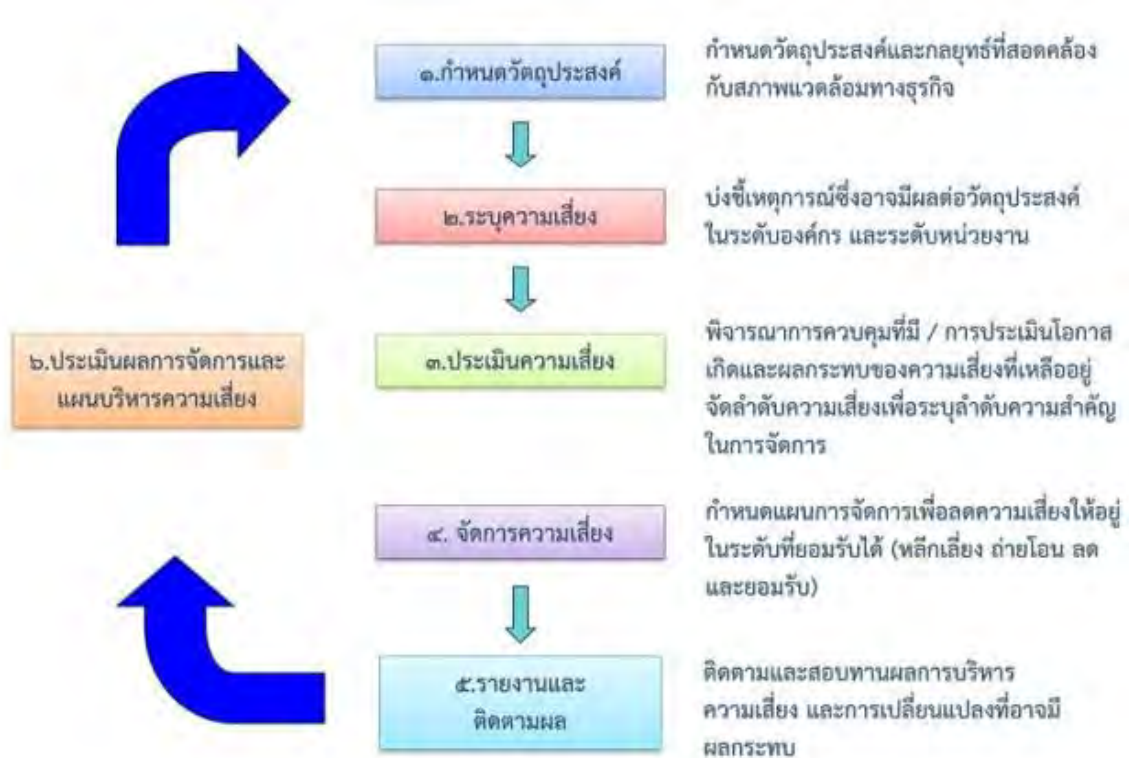 ๑.กำหนดวัตถุประสงค์
กำหนดวัตถุประสงค์และกลยุทธ์ที่สอดคล้อง
กับสภาพแวดล้อมทางธุรกิจ
๒.ระบุความเสี่ยง
บ่งชี้เหตุการณ์ซึ่งอาจมีผลต่อวัตถุประสงค์
ในระดับองค์กร และระดับหน่วยงาน
๓.ประเมินความเสี่ยง
พิจารณาการควบคุมที่มี / การประเมินโอกาส
เกิดและผลกระทบของความเสี่ยงที่เหลืออยู่
จัดลำดับความเสี่ยงเพื่อระบุลำดับความสำคัญ
ในการจัดการ
๔. จัดการความเสี่ยง
กำหนดแผนการจัดการเพื่อลดความเสี่ยงให้อยู่
ในระดับที่ยอมรับได้ (หลีกเลี่ยง ถ่ายโอน ลด
และยอมรับ)
๕.รายงานและ
ติดตามผล
ติดตามและสอบทานผลการบริหาร
ความเสี่ยง และการเปลี่ยนแปลงที่อาจมี
ผลกระทบ
๖.ประเมินผลการจัดการและ
แผนบริหารความเสี่ยง